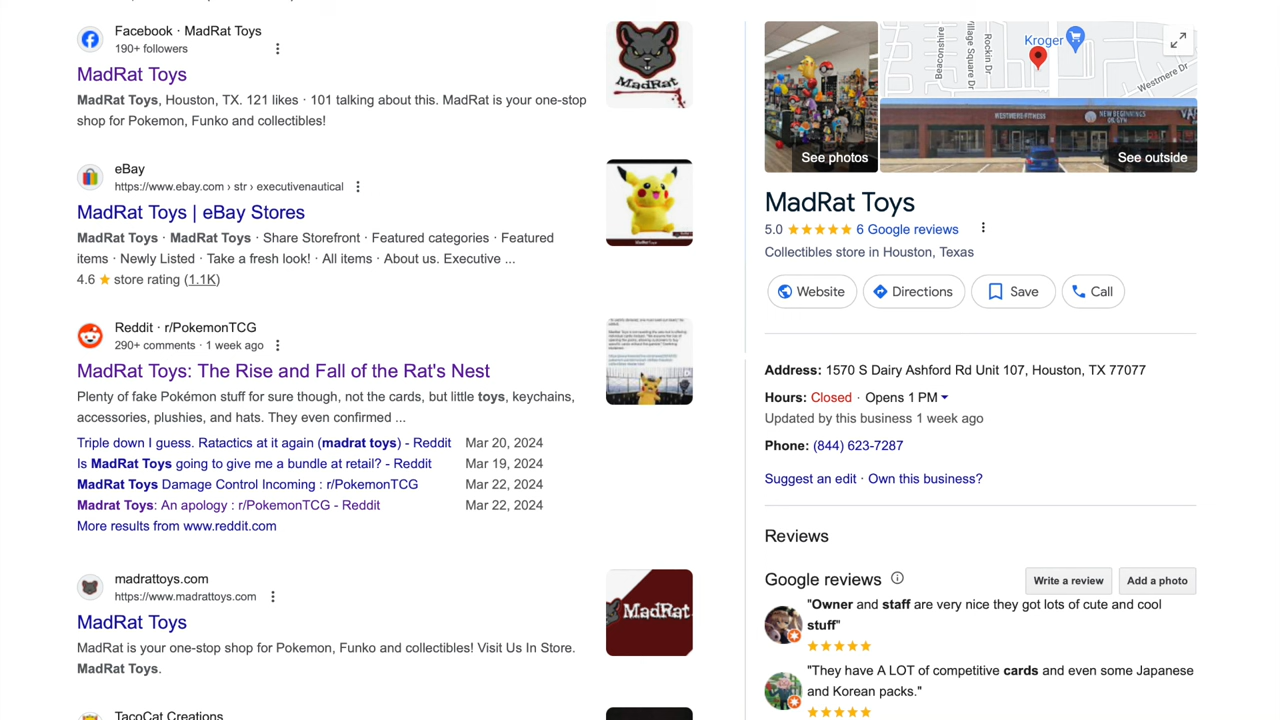 Facebook · MadRat Toys
190+ followers
MadRat Toys
MadRat Toys, Houston, TX. 121 likes · 101 talking about this. MadRat is your one-stop
shop for Pokemon, Funko and collectibles!
MadRat
eBay
https://www.ebay.com › str › executivenautical
MadRat Toys | eBay Stores
MadRat Toys · MadRat Toys · Share Storefront · Featured categories · Featured
items · Newly Listed · Take a fresh look! · All items · About us. Executive ...
4.6 ★ store rating (1.1K)
Reddit · r/PokemonTCG
290+ comments · 1 week ago
MadRat Toys: The Rise and Fall of the Rat's Nest
Plenty of fake Pokémon stuff for sure though, not the cards, but little toys, keychains,
accessories, plushies, and hats. They even confirmed ...
Triple down I guess. Ratactics at it again (madrat toys) - Reddit Mar 20, 2024
Is MadRat Toys going to give me a bundle at retail? - Reddit Mar 19, 2024
MadRat Toys Damage Control Incoming : r/PokemonTCG Mar 22, 2024
Madrat Toys: An apology : r/PokemonTCG - Reddit Mar 22, 2024
More results from www.reddit.com
madrattoys.com
https://www.madrattoys.com
MadRat Toys
MadRat is your one-stop shop for Pokemon, Funko and collectibles! Visit Us In Store.
MadRat Toys.
MadRat
TacoCat Creations
Beaconshire
Village Square Dr
Rockin Dr
Kroger
Westmere Dr
WESTMERE-FITNESS
NEW BEGINNINGS
See photos
See outside
MadRat Toys
5.0 ★★★★★ 6 Google reviews
Collectibles store in Houston, Texas
Website
Directions
Save
Call
Address: 1570 S Dairy Ashford Rd Unit 107, Houston, TX 77077
Hours: Closed · Opens 1 PM
Updated by this business 1 week ago
Phone: (844) 623-7287
Suggest an edit · Own this business?
Reviews
Google reviews
Write a review
Add a photo
"Owner and staff are very nice they got lots of cute and cool
stuff"
"They have A LOT of competitive cards and even some Japanese
and Korean packs."